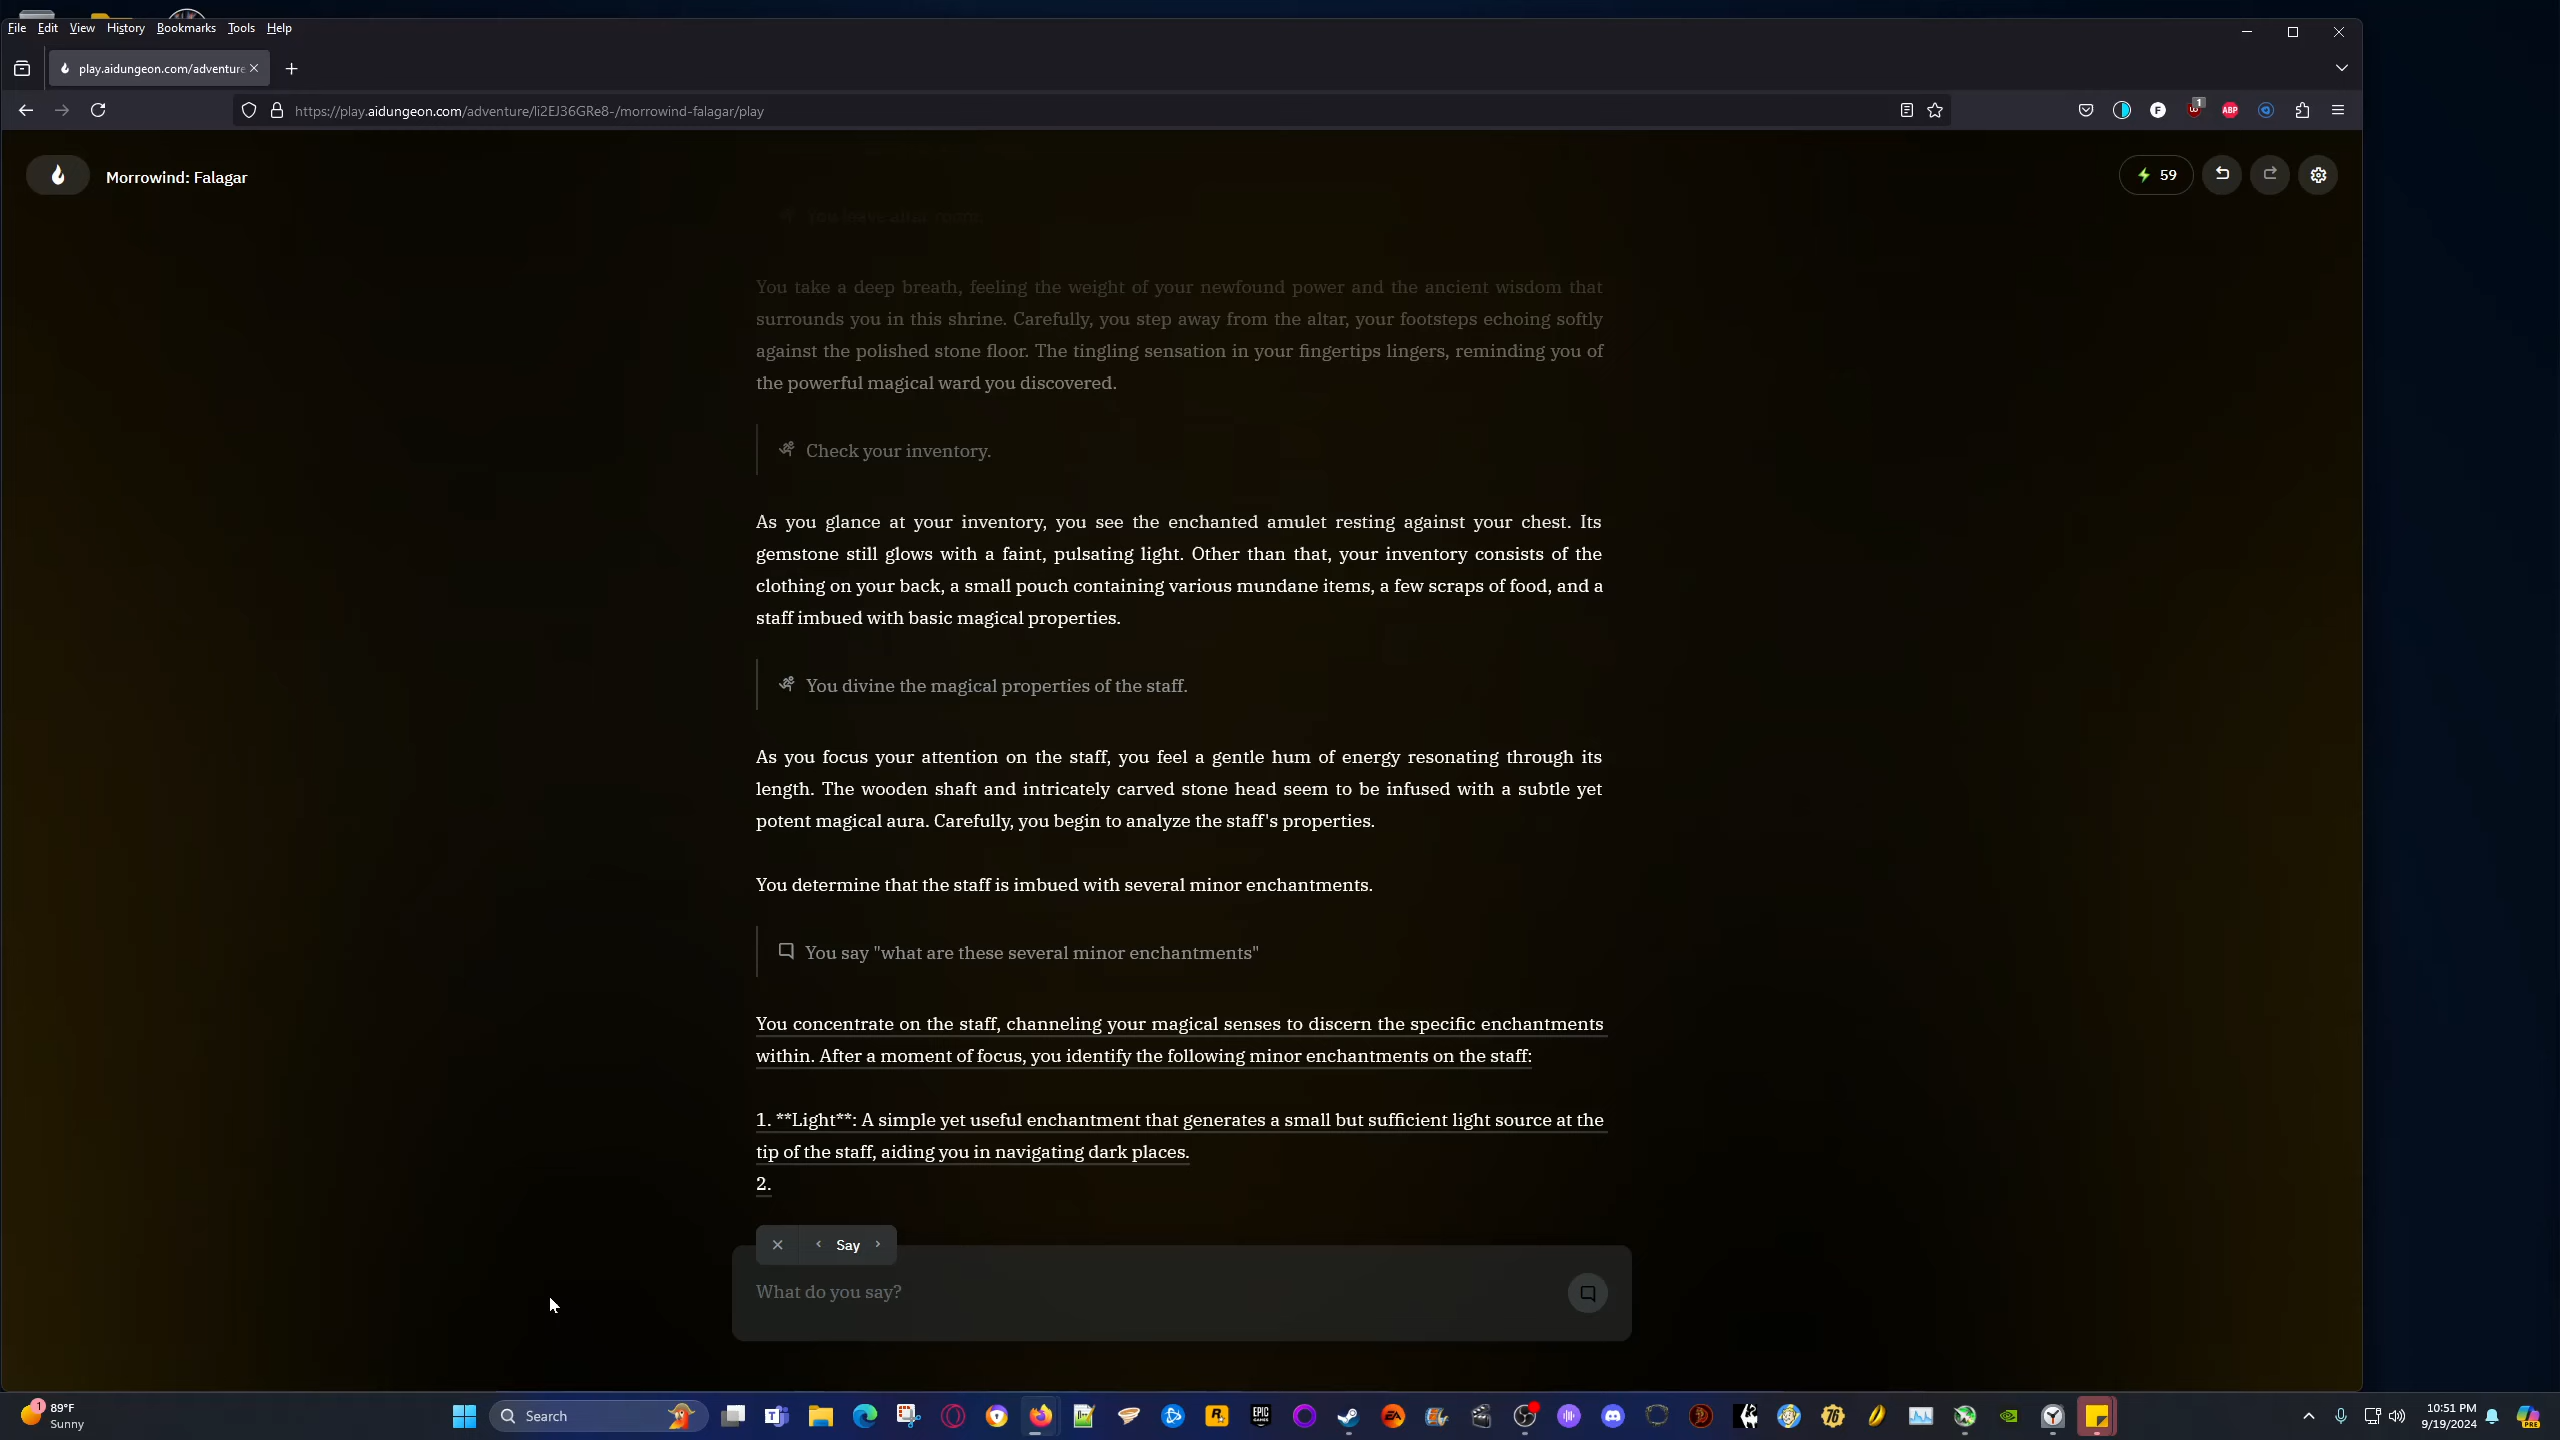 File Edit View History Bookmarks Tools Help
play.aidungeon.com/adventure
https://play.aidungeon.com/adventure/li2EJ36GRe8-/morrowind-falagar/play
1
ABP
Morrowind: Falagar
59
You leave altar room.
You take a deep breath, feeling the weight of your newfound power and the ancient wisdom that
surrounds you in this shrine. Carefully, you step away from the altar, your footsteps echoing softly
against the polished stone floor. The tingling sensation in your fingertips lingers, reminding you of
the powerful magical ward you discovered.
Check your inventory.
As you glance at your inventory, you see the enchanted amulet resting against your chest. Its
gemstone still glows with a faint, pulsating light. Other than that, your inventory consists of the
clothing on your back, a small pouch containing various mundane items, a few scraps of food, and a
staff imbued with basic magical properties.
You divine the magical properties of the staff.
As you focus your attention on the staff, you feel a gentle hum of energy resonating through its
length. The wooden shaft and intricately carved stone head seem to be infused with a subtle yet
potent magical aura. Carefully, you begin to analyze the staff's properties.
You determine that the staff is imbued with several minor enchantments.
You say "what are these several minor enchantments"
You concentrate on the staff, channeling your magical senses to discern the specific enchantments
within. After a moment of focus, you identify the following minor enchantments on the staff:
1. **Light**: A simple yet useful enchantment that generates a small but sufficient light source at the
tip of the staff, aiding you in navigating dark places.
2.
Say
What do you say?
1
89°F
Sunny
Search
EPIC GAMES
EA
76
10:51 PM
9/19/2024
PRE